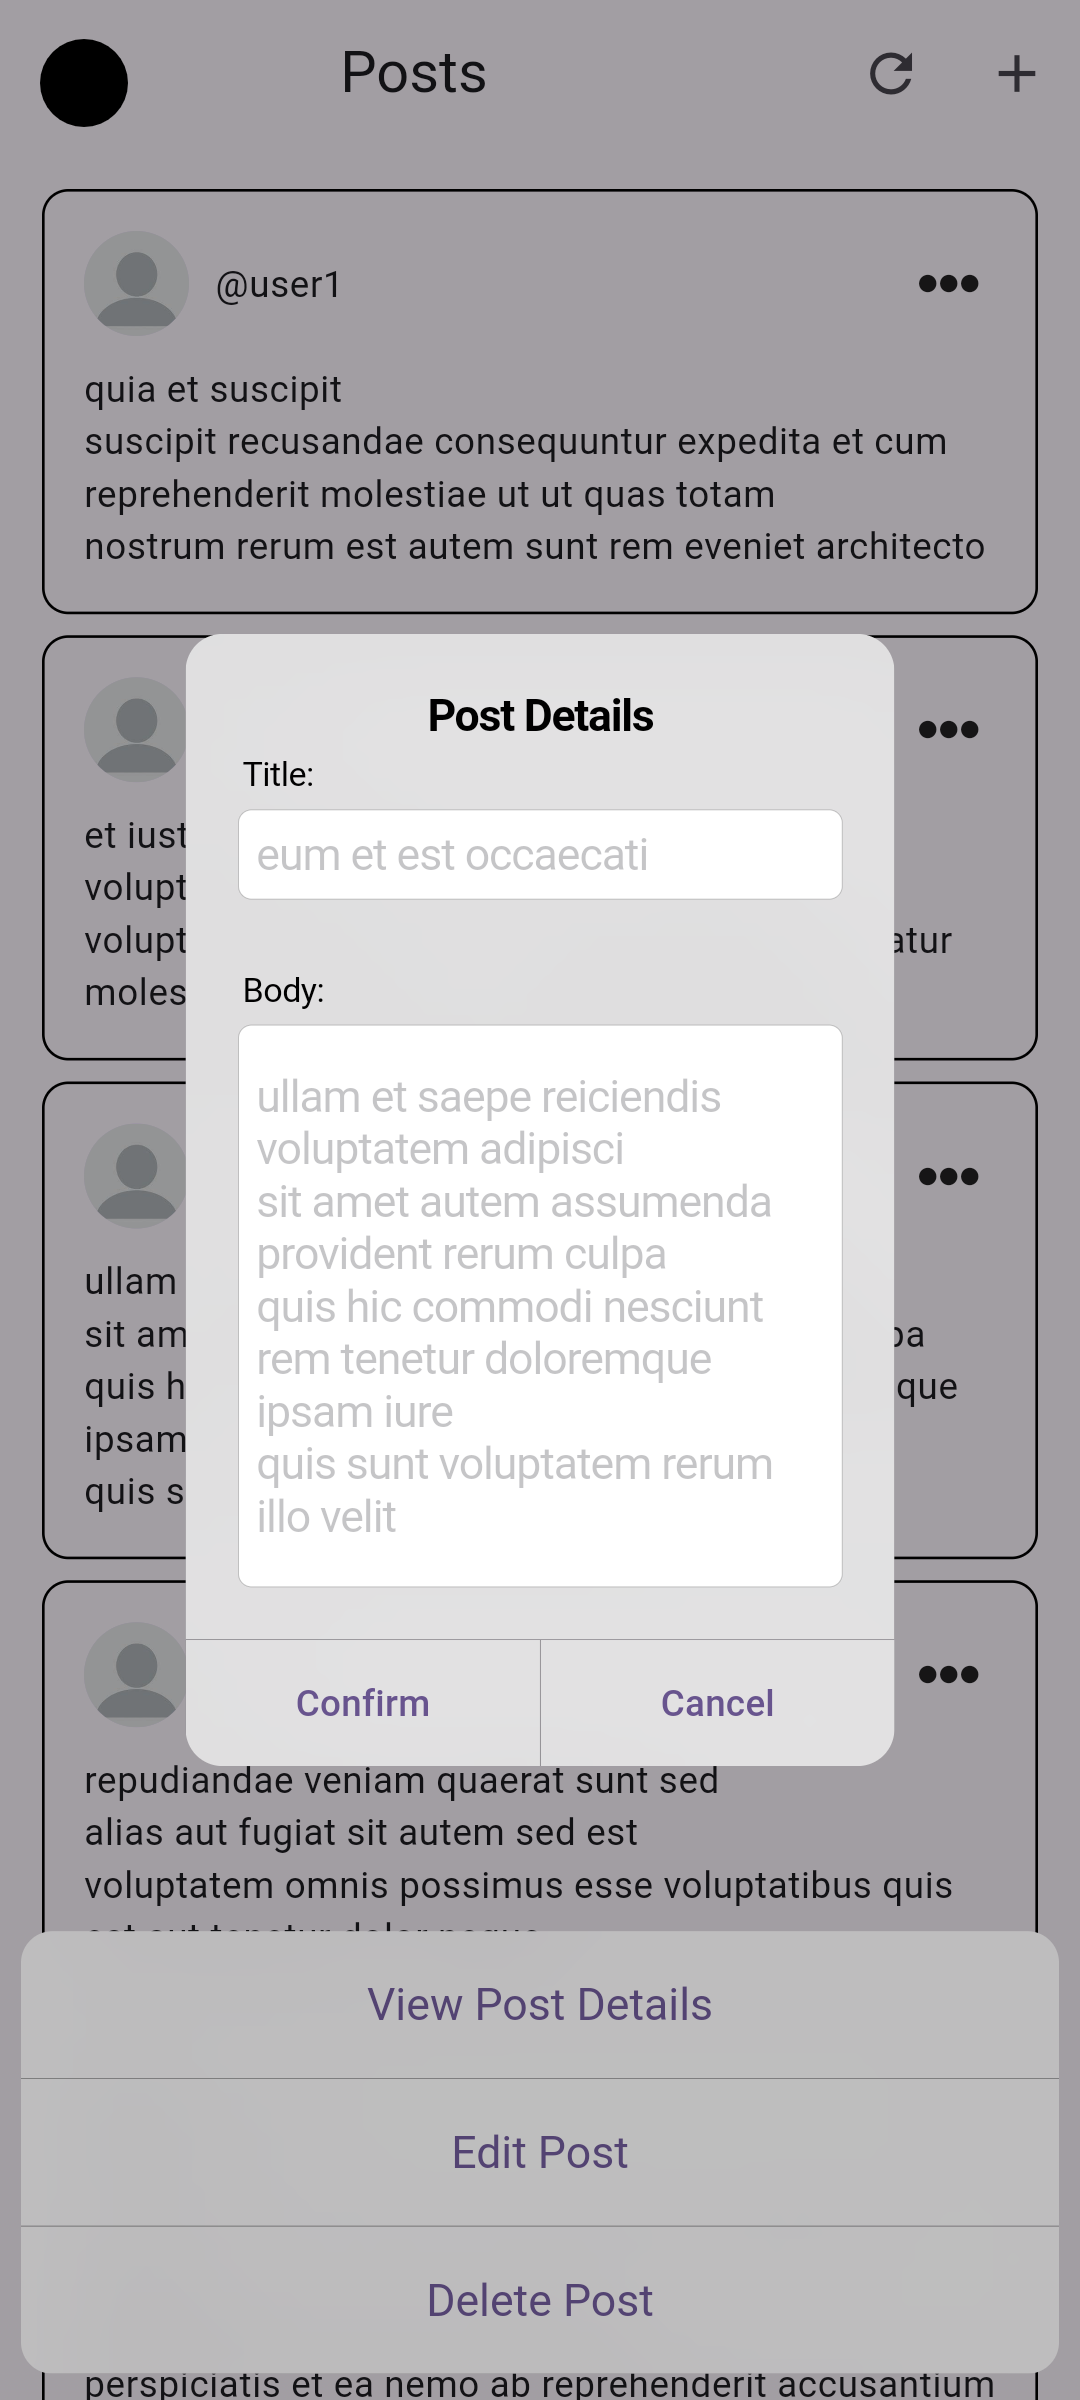 Posts
@user1
quia et suscipit
suscipit recusandae consequuntur expedita et cum
reprehenderit molestiae ut ut quas totam
nostrum rerum est autem sunt rem eveniet architecto
et iust
volupt
volupt atur
moles
ullam
sit am pa
quis h que
ipsam
quis s
Post Details
Title:
eum et est occaecati
Body:
ullam et saepe reiciendis
voluptatem adipisci
sit amet autem assumenda
provident rerum culpa
quis hic commodi nesciunt
rem tenetur doloremque
ipsam iure
quis sunt voluptatem rerum
illo velit
Confirm
Cancel
repudiandae veniam quaerat sunt sed
alias aut fugiat sit autem sed est
voluptatem omnis possimus esse voluptatibus quis
View Post Details
Edit Post
Delete Post
perspiciatis et ea nemo ab reprehenderit accusantium